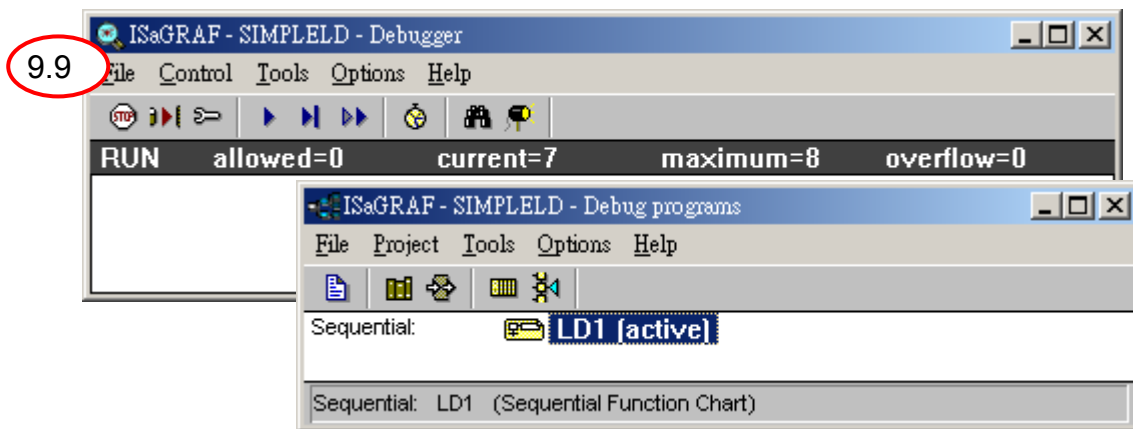 ISaGRAF - SIMPLELD - Debugger
9.9
File Control Tools Options Help
STOP
RUN allowed=0 current=7 maximum=8 overflow=0
ISaGRAF - SIMPLELD - Debug programs
File Project Tools Options Help
Sequential: LD1 (active)
Sequential: LD1 (Sequential Function Chart)